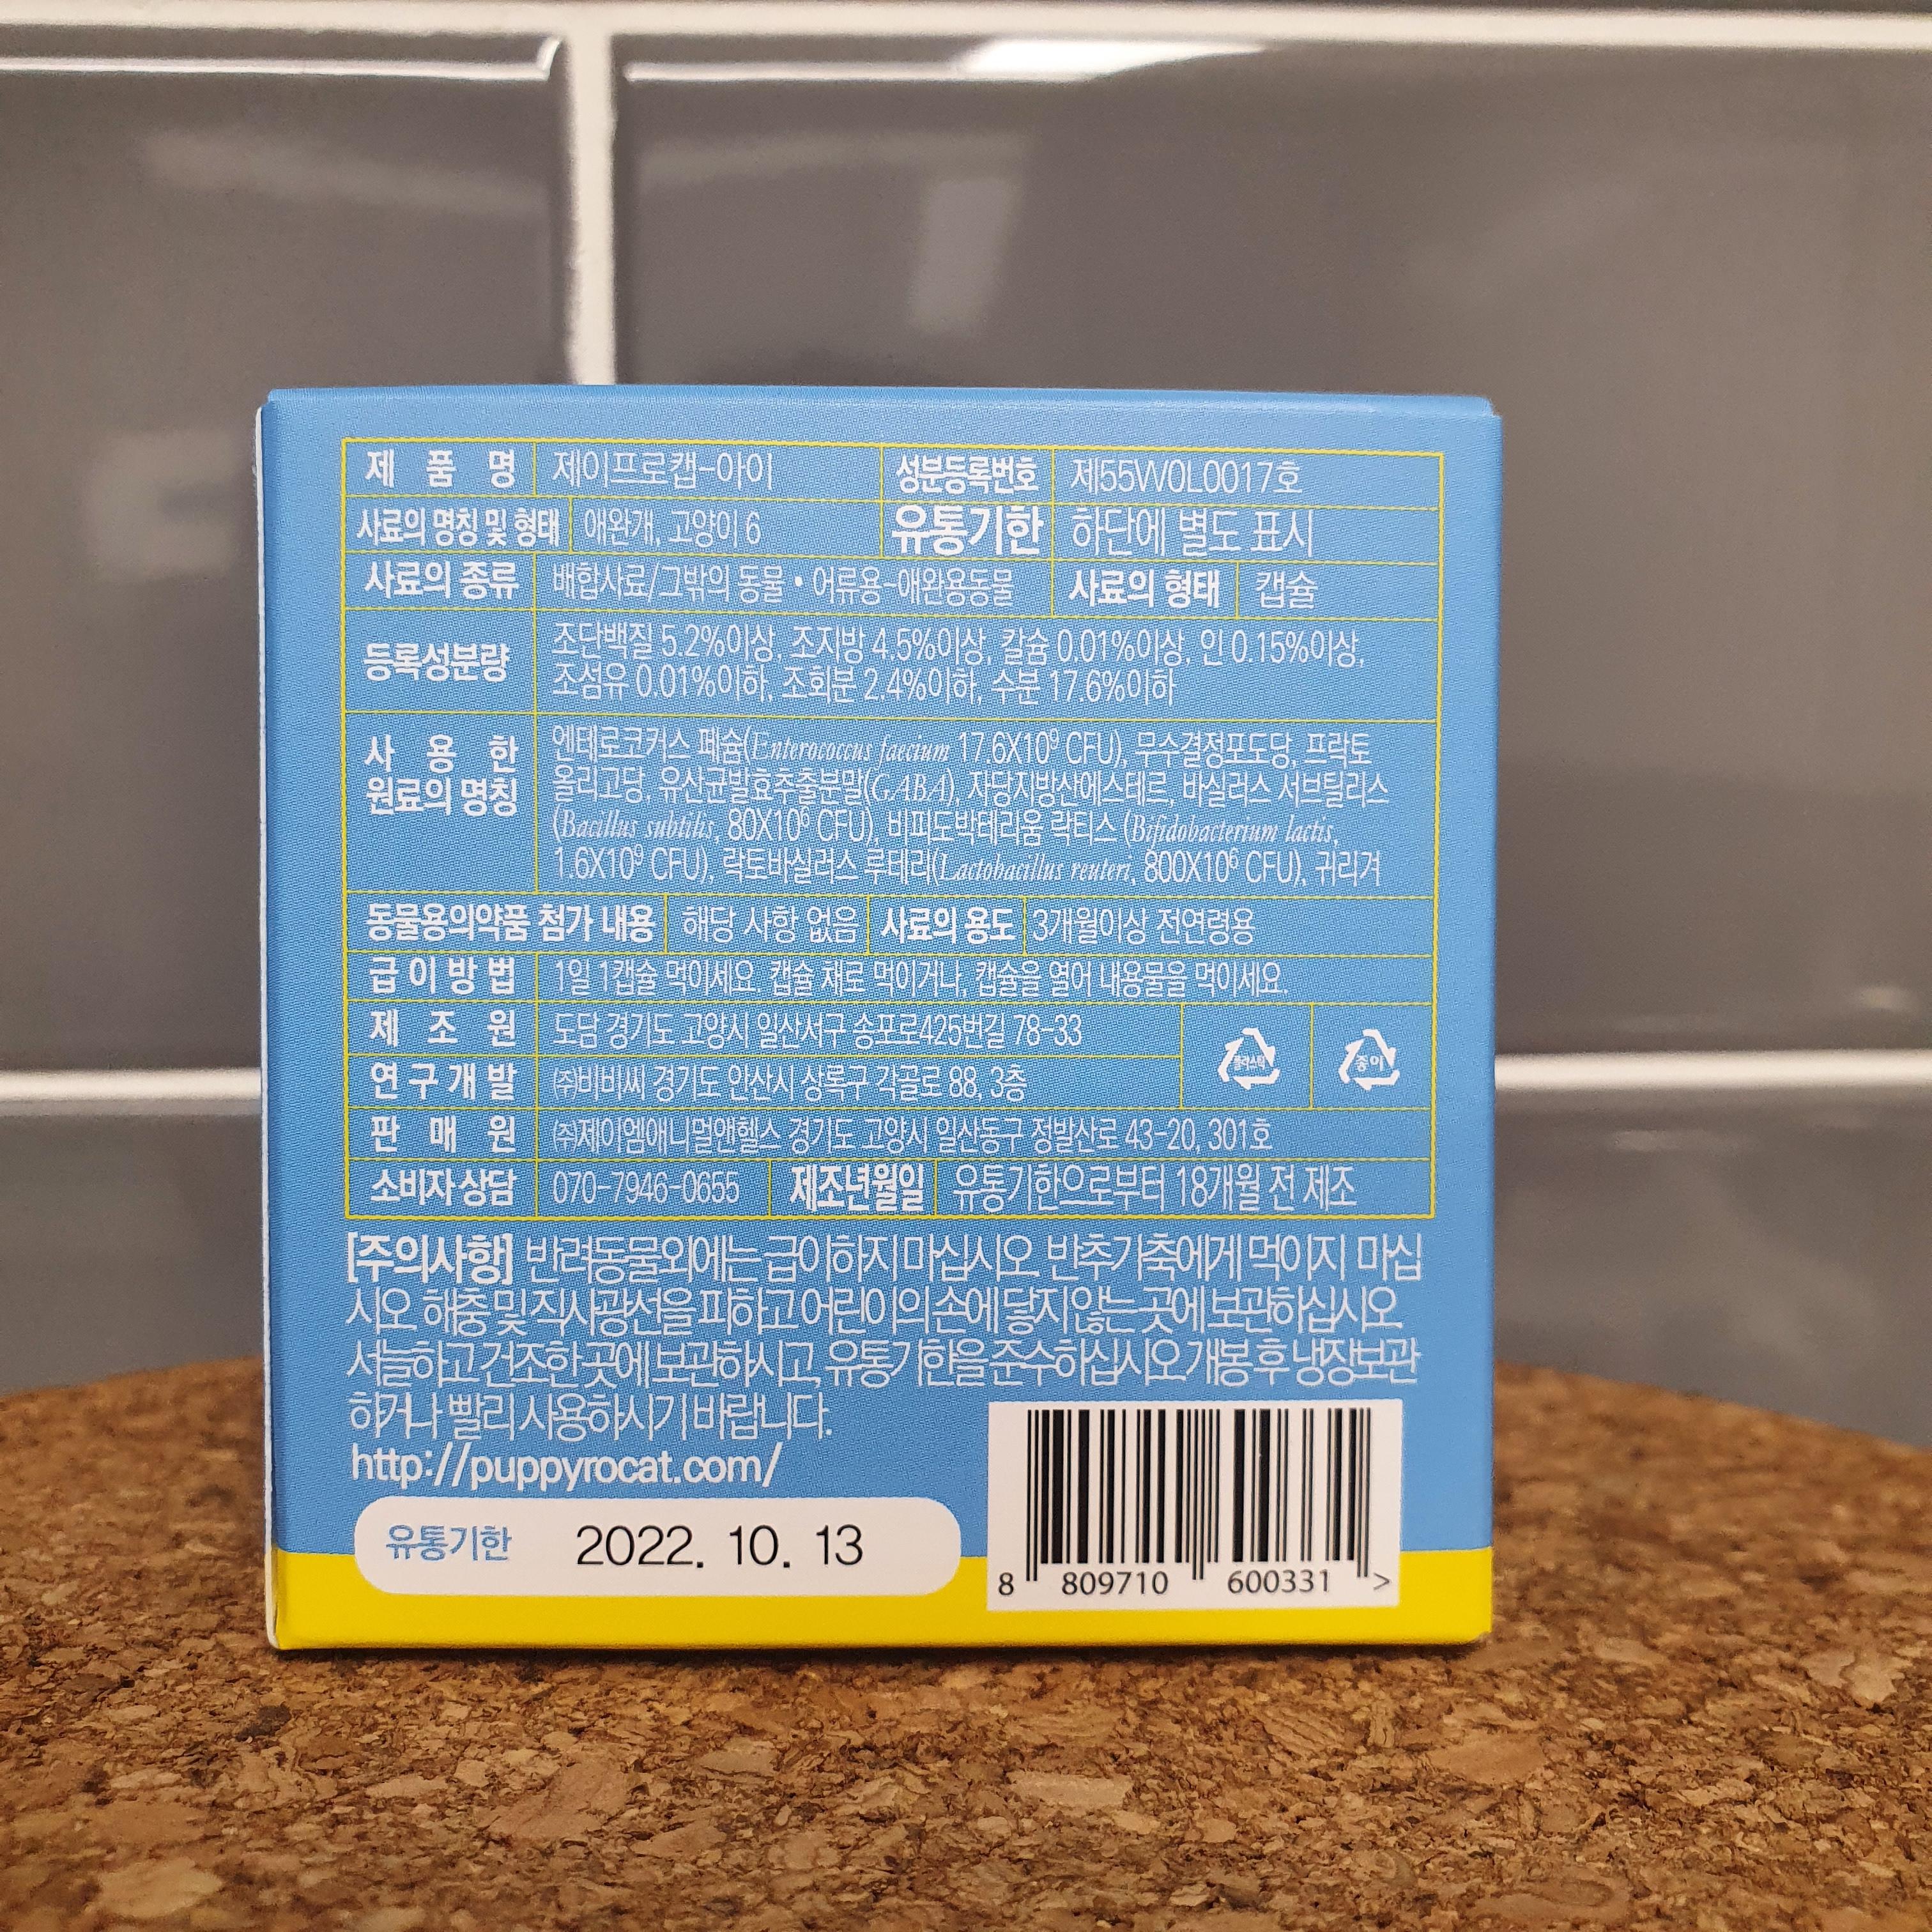 제 품 명 제이프로캡-아이 성분등록번호 제55W0L0017호
사료의 명칭 및 형태 애완개, 고양이 6 유통기한 하단에 별도 표시
사료의 종류 배합사료/그밖의 동물·어류용-애완용동물 사료의 형태 캡슐
등록성분량 조단백질 5.2%이상, 조지방 4.5%이상, 칼슘 0.01%이상, 인 0.15%이상,
조섬유 0.01%이하, 조회분 2.4%이하, 수분 17.6%이하
사 용 한
원료의 명칭
엔테로코커스 페슘(Enterococcus faecium 17.6X10⁹ CFU), 무수결정포도당, 프락토
올리고당, 유산균발효추출분말(GABA), 자당지방산에스테르, 바실러스 서브틸리스
(Bacillus subtilis, 80X10⁶ CFU), 비피도박테리움 락티스 (Bifidobacterium lactis,
1.6X10⁹ CFU), 락토바실러스 루테리(Lactobacillus reuteri, 800X10⁶ CFU), 귀리겨
동물용의약품 첨가 내용 해당 사항 없음 사료의 용도 3개월이상 전연령용
급이방법 1일 1캡슐 먹이세요. 캡슐 채로 먹이거나, 캡슐을 열어 내용물을 먹이세요.
제 조 원 도담 경기도 고양시 일산서구 송포로425번길 78-33
플라스틱 종이
연구개발 ㈜비비씨 경기도 안산시 상록구 각골로 88, 3층
판 매 원 ㈜제이엠애니멀앤헬스 경기도 고양시 일산동구 정발산로 43-20, 301호
소비자상담 070-7946-0655 제조년월일 유통기한으로부터 18개월 전 제조
[주의사항] 반려동물외에는급이하지마십시오. 반추가축에게 먹이지 마십
시오. 해충및직사광선을피하고어린이의손에닿지않는곳에보관하십시오.
서늘하고건조한곳에보관하시고, 유통기한을준수하십시오.개봉후냉장보관
하거나 빨리사용하시기바랍니다.
http://puppyrocat.com/
유통기한 2022. 10. 13
8 809710 600331 >